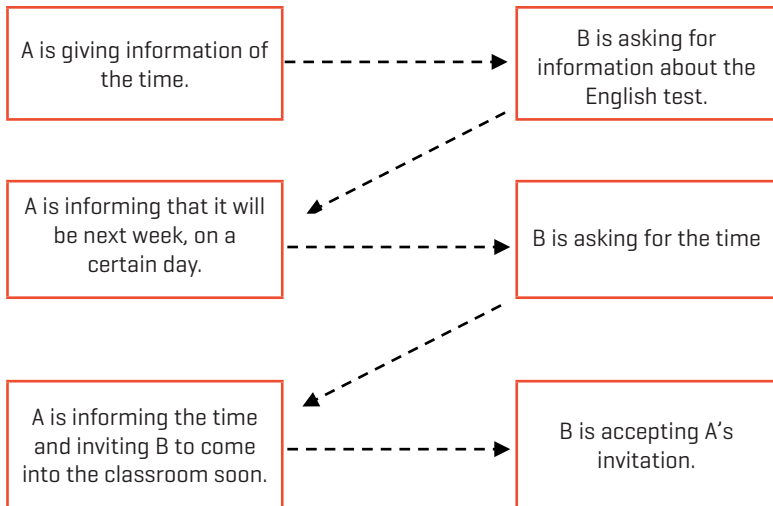 A is giving information of
the time.
B is asking for
information about the
English test.
A is informing that it will
be next week, on a
certain day.
B is asking for the time
A is informing the time
and inviting B to come
into the classroom soon.
B is accepting A’s
invitation.